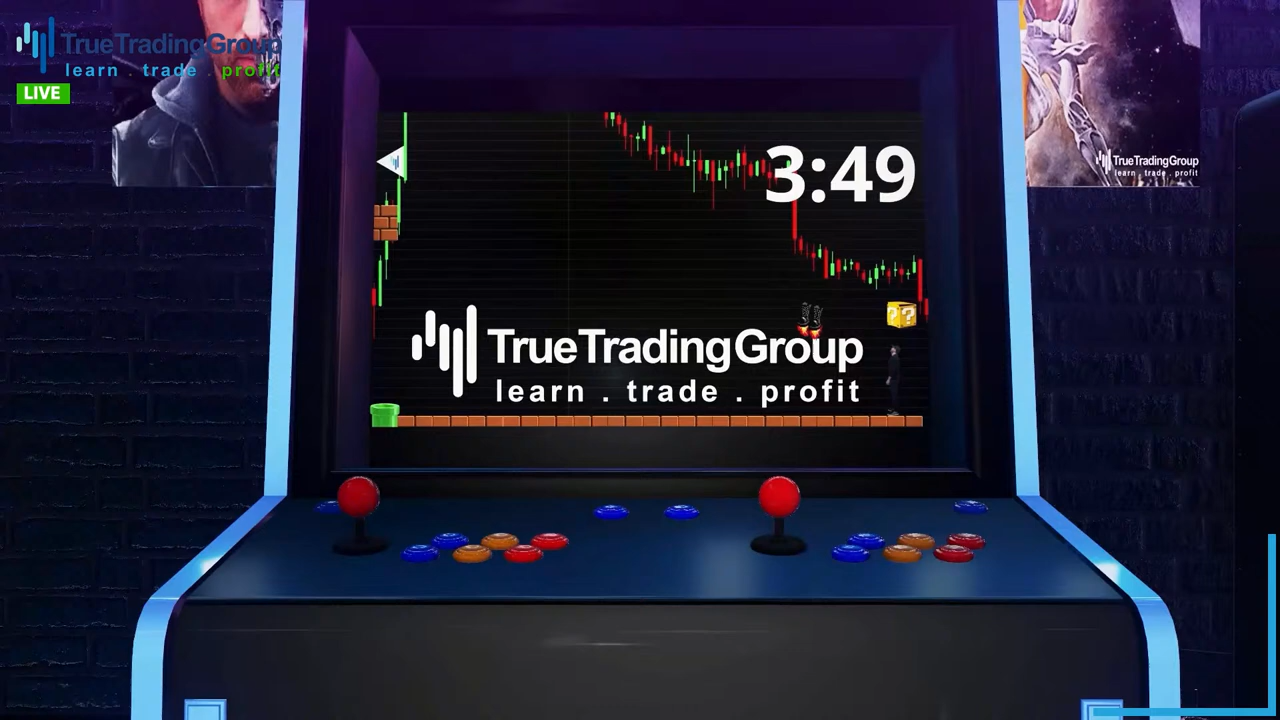 TrueTradingGroup
learn . trade . profit
LIVE
3:49
TrueTradingGroup
learn . trade . profit
TrueTradingGroup
learn . trade . profit
? ?